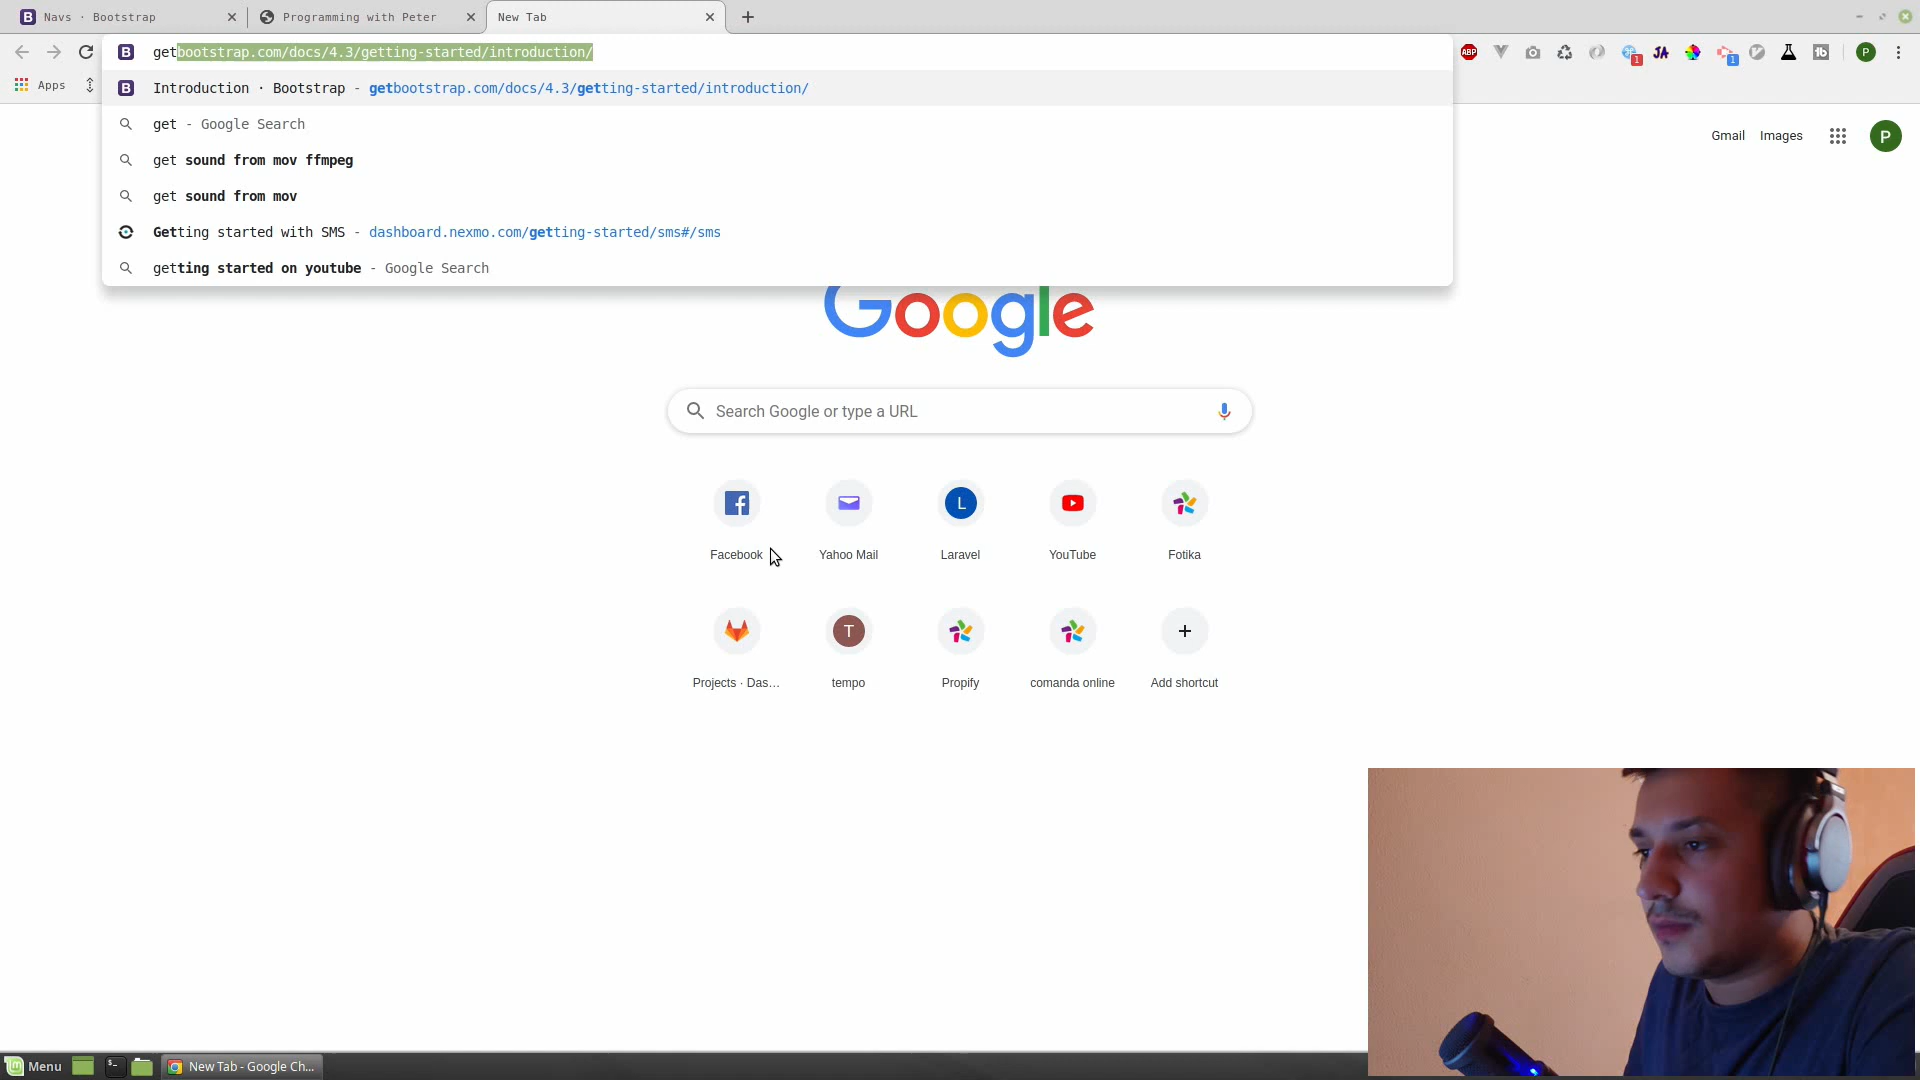 Navs · Bootstrap
Programming with Peter
New Tab
getbootstrap.com/docs/4.3/getting-started/introduction/
ABP
JA
1
1
P
Apps
Introduction · Bootstrap - getbootstrap.com/docs/4.3/getting-started/introduction/
get - Google Search
get sound from mov ffmpeg
get sound from mov
Getting started with SMS - dashboard.nexmo.com/getting-started/sms#/sms
getting started on youtube - Google Search
Gmail Images P
Google
Search Google or type a URL
L
Facebook Yahoo Mail Laravel YouTube Fotika
T
Projects · Das... tempo Propify comanda online Add shortcut
Menu
New Tab - Google Ch...